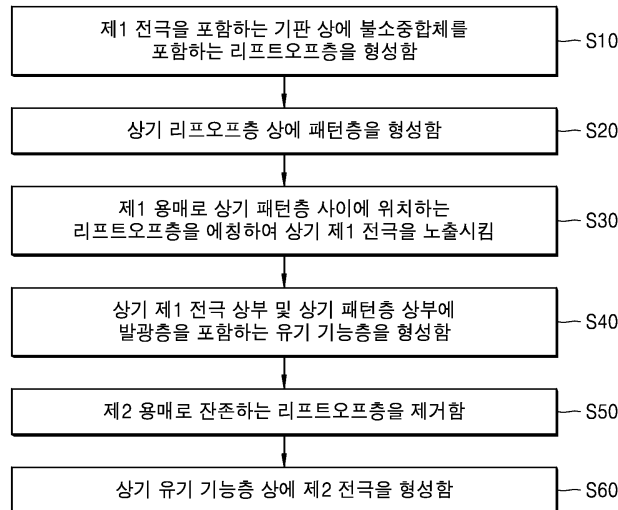 제1 전극을 포함하는 기판 상에 불소중합체를
포함하는 리프트오프층을 형성함
S10
상기 리프오프층 상에 패턴층을 형성함
S20
제1 용매로 상기 패턴층 사이에 위치하는
리프트오프층을 에칭하여 상기 제1 전극을 노출시킴
S30
상기 제1 전극 상부 및 상기 패턴층 상부에
발광층을 포함하는 유기 기능층을 형성함
S40
제2 용매로 잔존하는 리프트오프층을 제거함
S50
상기 유기 기능층 상에 제2 전극을 형성함
S60